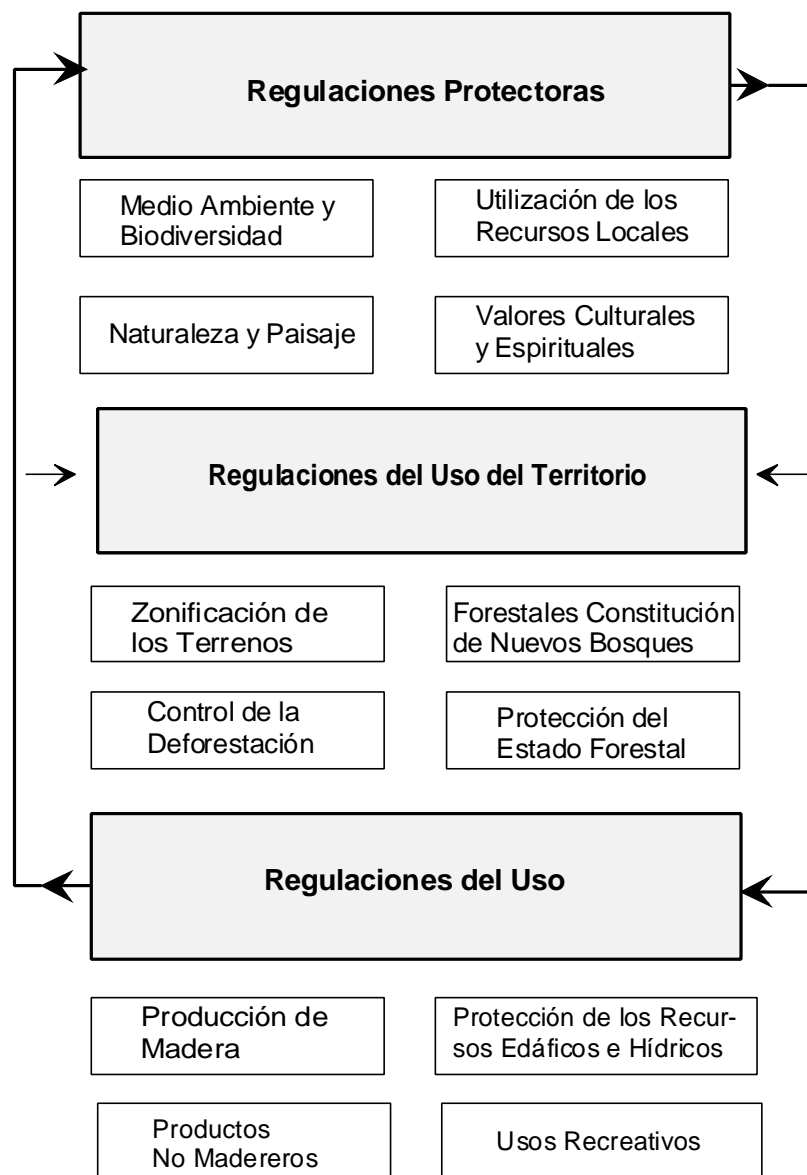 Regulaciones Protectoras
Medio Ambiente y
Biodiversidad
Utilización de los
Recursos Locales
Naturaleza y Paisaje
Valores Culturales
y Espirituales
Regulaciones del Uso del Territorio
Zonificación de
los Terrenos
Forestales Constitución
de Nuevos Bosques
Control de la
Deforestación
Protección del
Estado Forestal
Regulaciones del Uso
Producción de
Madera
Protección de los Recur-
sos Edáficos e Hídricos
Productos
No Madereros
Usos Recreativos